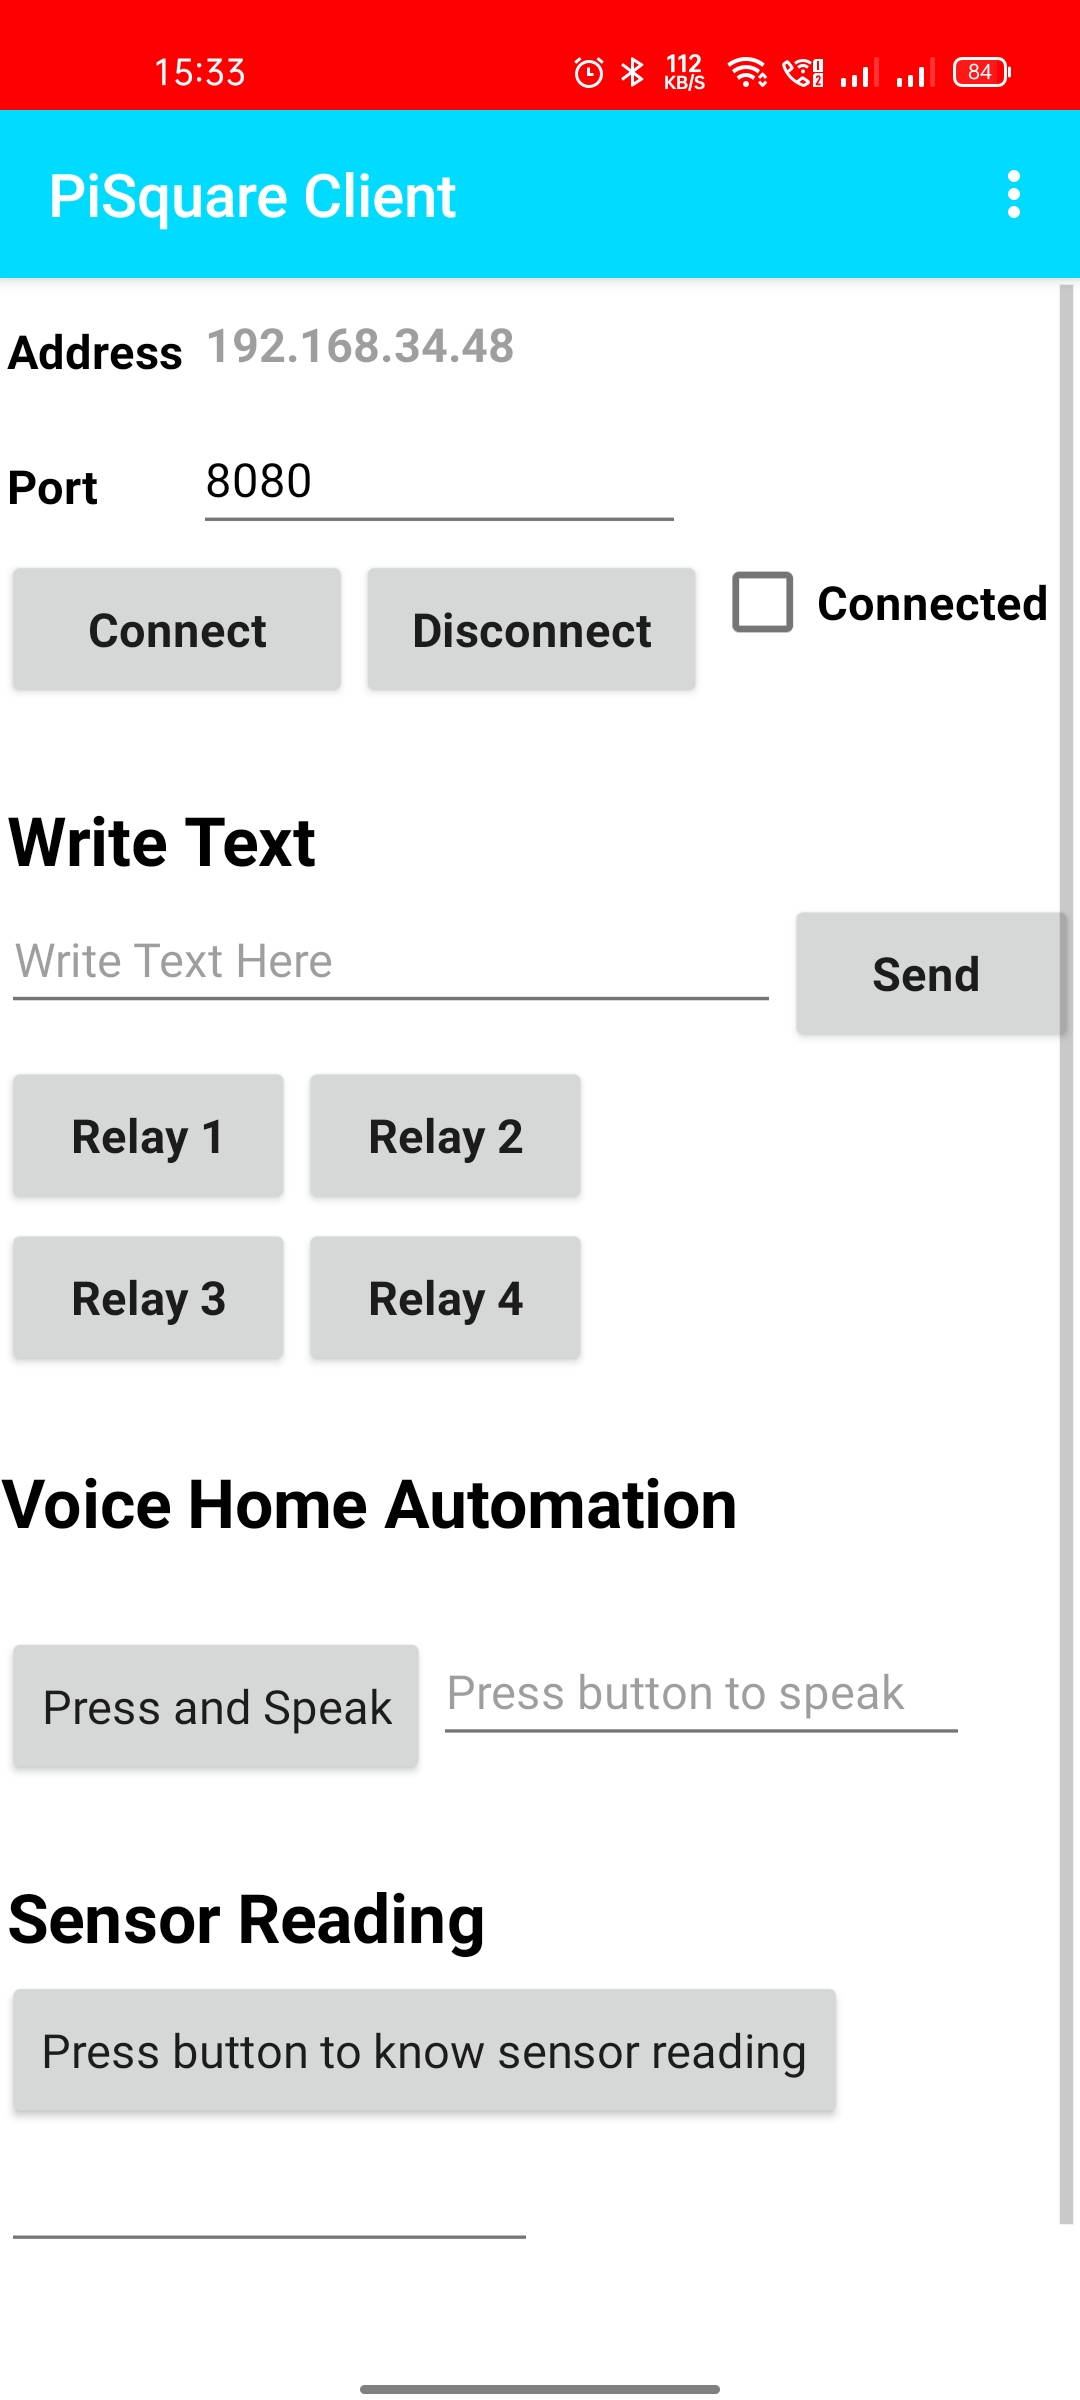 15:33 112 KB/S 84
PiSquare Client
Address 192.168.34.48
Port 8080
Connect Disconnect Connected
Write Text
Write Text Here Send
Relay 1 Relay 2
Relay 3 Relay 4
Voice Home Automation
Press and Speak Press button to speak
Sensor Reading
Press button to know sensor reading